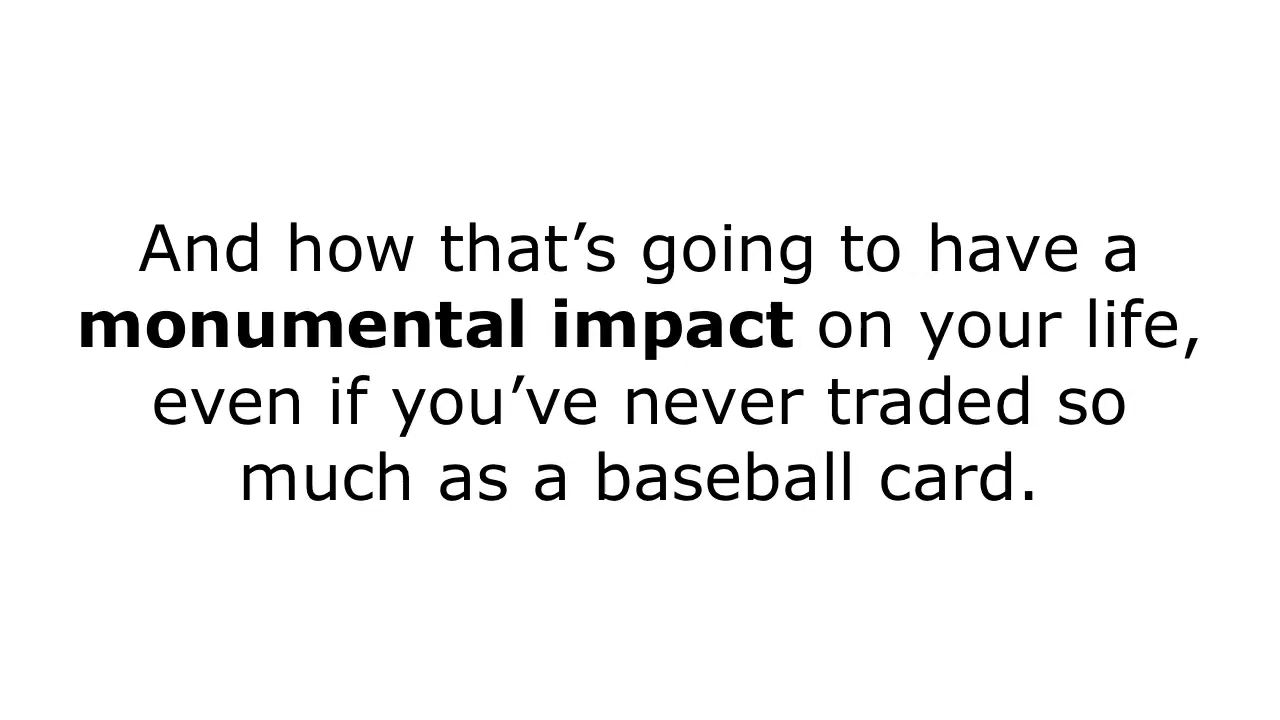 And how that’s going to have a
monumental impact on your life,
even if you’ve never traded so
much as a baseball card.